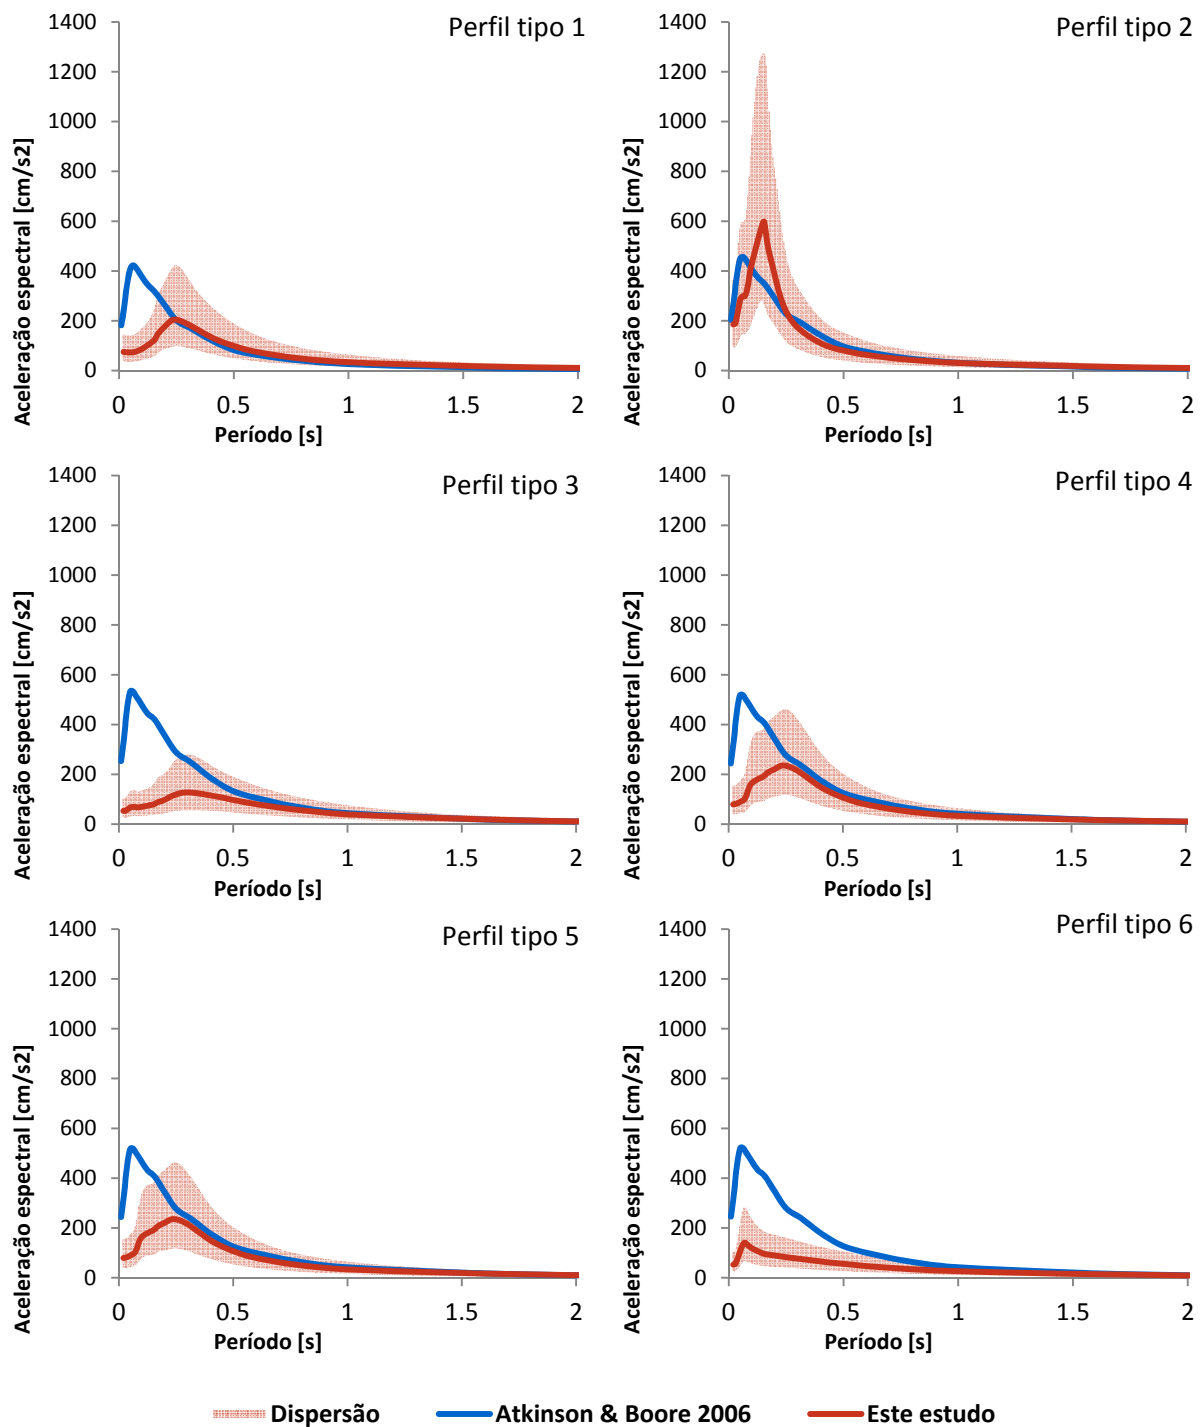 Perfil tipo 1
Aceleração espectral [cm/s2]
1400
1200
1000
800
600
400
200
0
0 0.5 1 1.5 2
Período [s]
Perfil tipo 2
Aceleração espectral [cm/s2]
1400
1200
1000
800
600
400
200
0
0 0.5 1 1.5 2
Período [s]
Perfil tipo 3
Aceleração espectral [cm/s2]
1400
1200
1000
800
600
400
200
0
0 0.5 1 1.5 2
Período [s]
Perfil tipo 4
Aceleração espectral [cm/s2]
1400
1200
1000
800
600
400
200
0
0 0.5 1 1.5 2
Período [s]
Perfil tipo 5
Aceleração espectral [cm/s2]
1400
1200
1000
800
600
400
200
0
0 0.5 1 1.5 2
Período [s]
Perfil tipo 6
Aceleração espectral [cm/s2]
1400
1200
1000
800
600
400
200
0
0 0.5 1 1.5 2
Período [s]
Dispersão Atkinson & Boore 2006 Este estudo